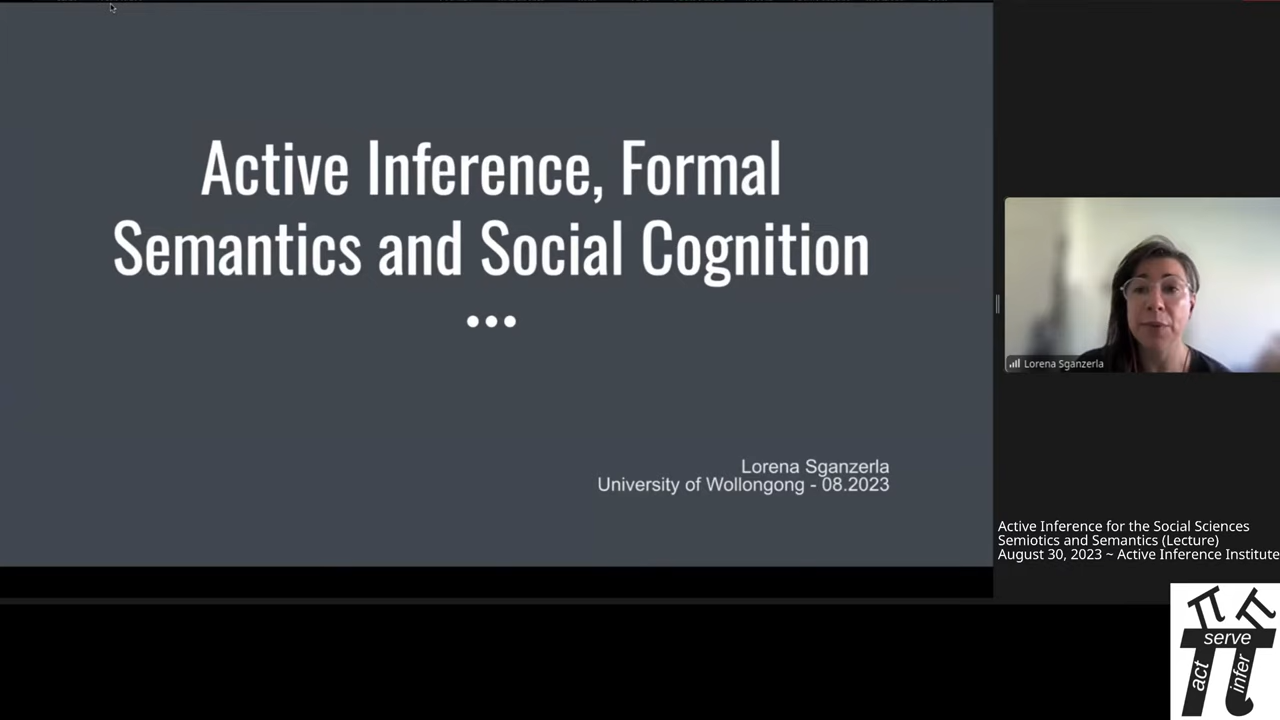 Active Inference, Formal
Semantics and Social Cognition
Lorena Sganzerla
University of Wollongong - 08.2023
Lorena Sganzerla
Active Inference for the Social Sciences
Semiotics and Semantics (Lecture)
August 30, 2023 ~ Active Inference Institute
serve
act
infer